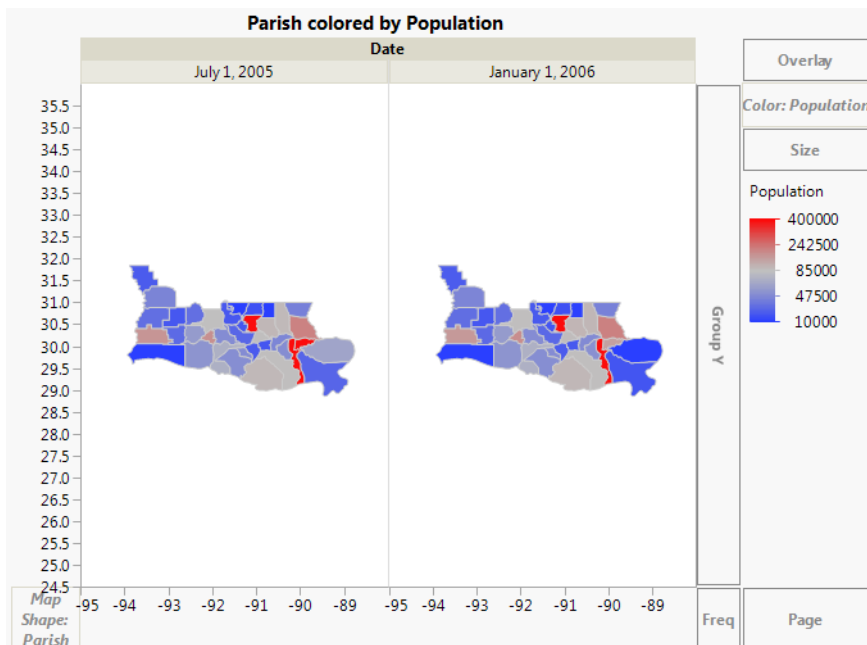 Parish colored by Population
Date
July 1, 2005
January 1, 2006
35.5
35.0
34.5
34.0
33.5
33.0
32.5
32.0
31.5
31.0
30.5
30.0
29.5
29.0
28.5
28.0
27.5
27.0
26.5
26.0
25.5
25.0
24.5
-95 -94 -93 -92 -91 -90 -89
-95 -94 -93 -92 -91 -90 -89
Map
Shape:
Parish
Group Y
Freq
Page
Overlay
Color: Population
Size
Population
400000
242500
85000
47500
10000